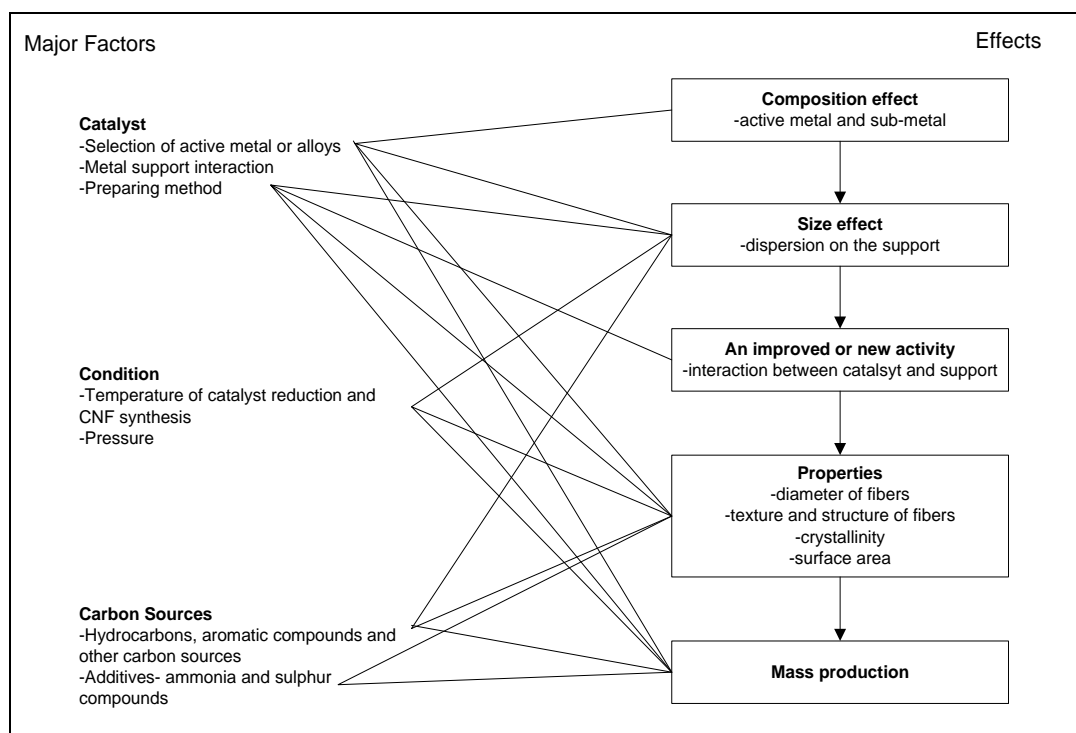 Major Factors
Effects
Catalyst
-Selection of active metal or alloys
-Metal support interaction
-Preparing method
Condition
-Temperature of catalyst reduction and
CNF synthesis
-Pressure
Carbon Sources
-Hydrocarbons, aromatic compounds and
other carbon sources
-Additives- ammonia and sulphur
compounds
Composition effect
-active metal and sub-metal
Size effect
-dispersion on the support
An improved or new activity
-interaction between catalsyt and support
Properties
-diameter of fibers
-texture and structure of fibers
-crystallinity
-surface area
Mass production